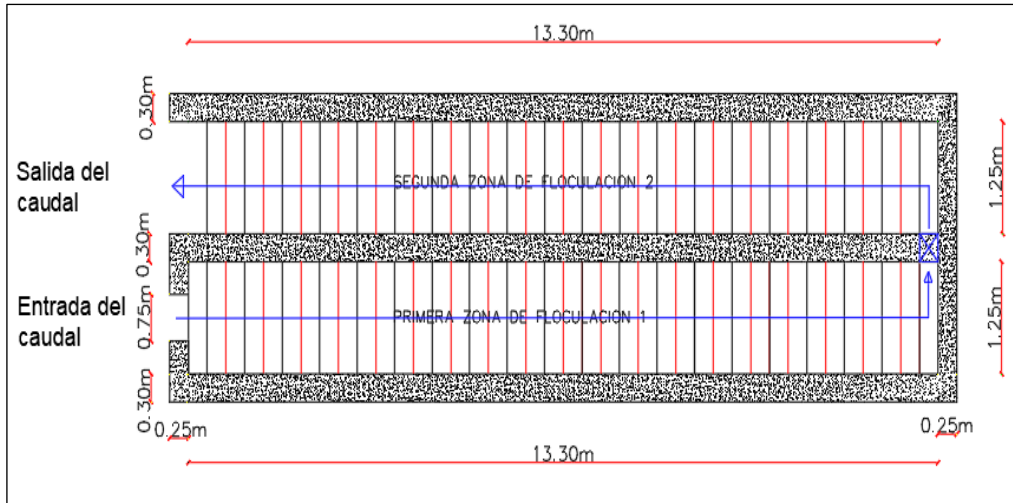 13.30m
0.30m
Salida del
caudal
SEGUNDA ZONA DE FLOCULACION 2
1.25m
0.30m
Entrada del
caudal
0.75m
PRIMERA ZONA DE FLOCULACION 1
1.25m
0.30m
0.25m
0.25m
13.30m